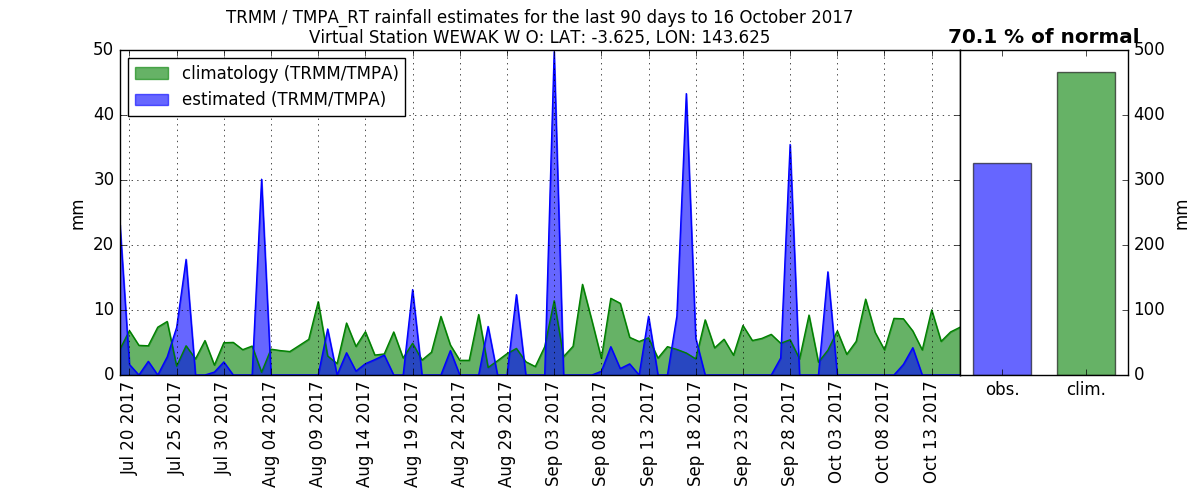 TRMM / TMPA_RT rainfall estimates for the last 90 days to 16 October 2017
Virtual Station WEWAK W O: LAT: -3.625, LON: 143.625
70.1 % of normal
climatology (TRMM/TMPA)
estimated (TRMM/TMPA)
50
40
30
20
10
0
mm
500
400
300
200
100
0
mm
Jul 20 2017
Jul 25 2017
Jul 30 2017
Aug 04 2017
Aug 09 2017
Aug 14 2017
Aug 19 2017
Aug 24 2017
Aug 29 2017
Sep 03 2017
Sep 08 2017
Sep 13 2017
Sep 18 2017
Sep 23 2017
Sep 28 2017
Oct 03 2017
Oct 08 2017
Oct 13 2017
obs.
clim.